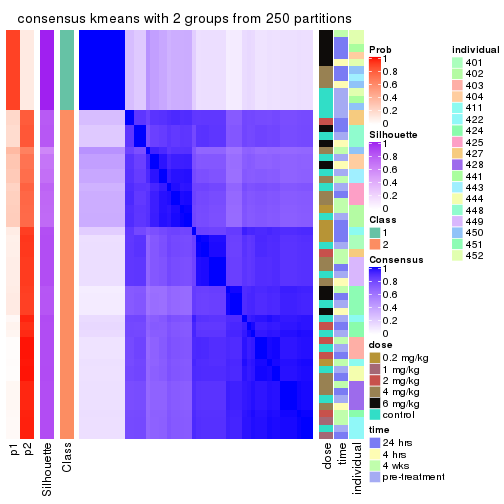 consensus kmeans with 2 groups from 250 partitions
p1
p2
Silhouette
Class
dose
time
individual
Prob
1
0.8
0.6
0.4
0.2
0
Silhouette
1
0.8
0.6
0.4
0.2
0
Class
1
2
Consensus
1
0.8
0.6
0.4
0.2
0
dose
0.2 mg/kg
1 mg/kg
2 mg/kg
4 mg/kg
6 mg/kg
control
time
24 hrs
4 hrs
4 wks
pre-treatment
individual
401
402
403
404
411
422
424
425
427
428
441
443
444
448
449
450
451
452